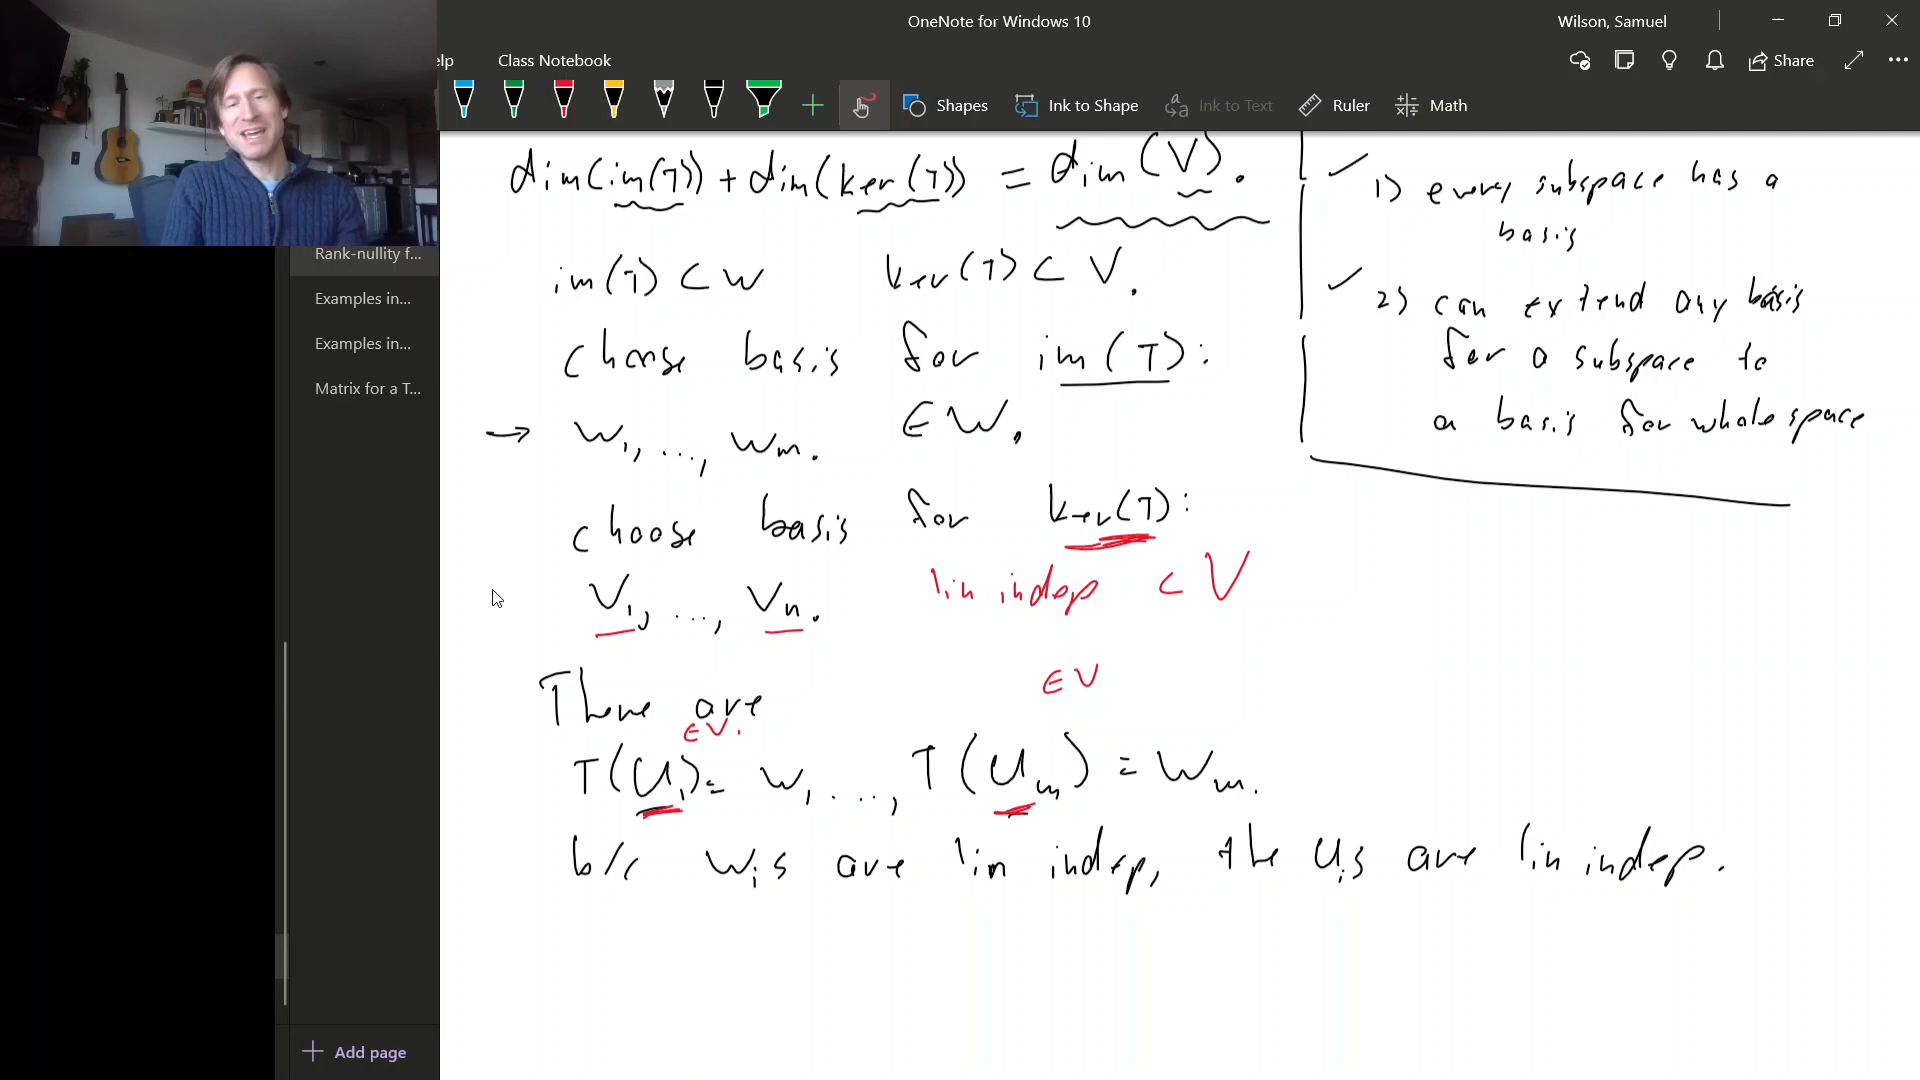 OneNote for Windows 10
Wilson, Samuel
elp
Class Notebook
Share
Shapes
Ink to Shape
Ink to Text
Ruler
Math
Rank-nullity f...
Examples in...
Examples in...
Matrix for a T...
Add page
dim(im(T)) + dim(ker(T)) = dim(V).
im(T) ⊂ W ker(T) ⊂ V.
choose basis for im(T):
→ w₁, ..., wₘ. ∈ W.
choose basis for ker(T):
lin indep ⊂ V
v₁, ..., vₙ.
There are
∈ V. ∈ V
T(u₁) = w₁, ..., T(uₘ) = wₘ.
b/c wᵢs are lin indep, the uᵢs are lin indep.
✓ 1) every subspace has a
basis
✓ 2) can extend any basis
for a subspace to
a basis for whole space